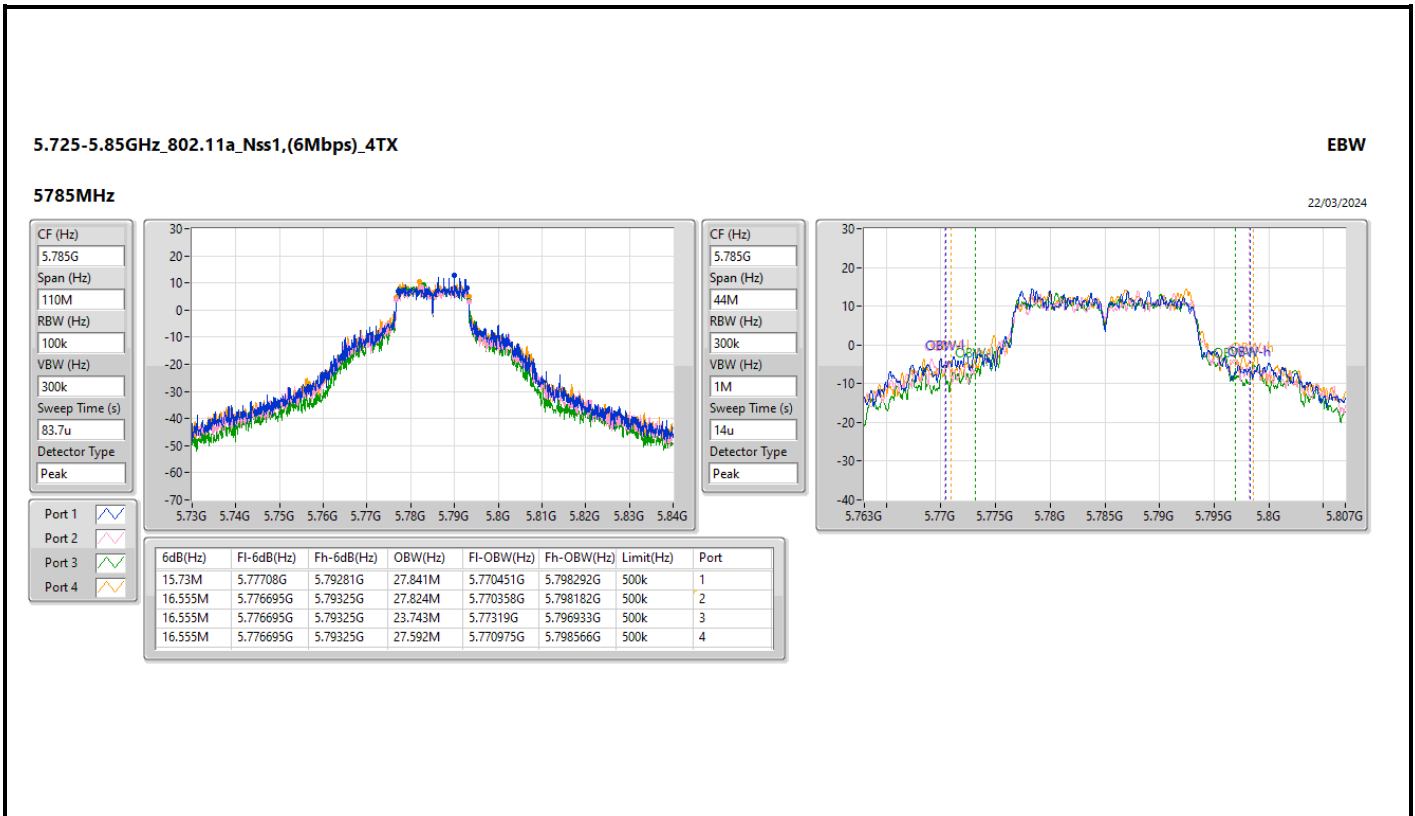 5.725-5.85GHz_802.11a_Nss1,(6Mbps)_4TX
EBW
5785MHz
22/03/2024
CF (Hz)
5.785G
Span (Hz)
110M
RBW (Hz)
100k
VBW (Hz)
300k
Sweep Time (s)
83.7u
Detector Type
Peak
30
20
10
0
-10
-20
-30
-40
-50
-60
-70
5.73G 5.74G 5.75G 5.76G 5.77G 5.78G 5.79G 5.8G 5.81G 5.82G 5.83G 5.84G
CF (Hz)
5.785G
Span (Hz)
44M
RBW (Hz)
300k
VBW (Hz)
1M
Sweep Time (s)
14u
Detector Type
Peak
30
20
10
0
-10
-20
-30
-40
OBW-l
OBW-h
5.763G 5.77G 5.775G 5.78G 5.785G 5.79G 5.795G 5.8G 5.807G
Port 1
Port 2
Port 3
Port 4
6dB(Hz) Fl-6dB(Hz) Fh-6dB(Hz) OBW(Hz) Fl-OBW(Hz) Fh-OBW(Hz) Limit(Hz) Port
15.73M 5.77708G 5.79281G 27.841M 5.770451G 5.798292G 500k 1
16.555M 5.776695G 5.79325G 27.824M 5.770358G 5.798182G 500k 2
16.555M 5.776695G 5.79325G 23.743M 5.77319G 5.796933G 500k 3
16.555M 5.776695G 5.79325G 27.592M 5.770975G 5.798566G 500k 4